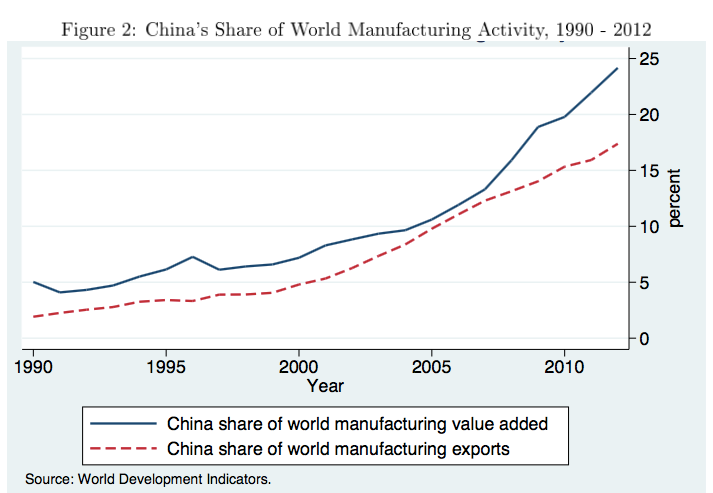 Figure 2: China's Share of World Manufacturing Activity, 1990 - 2012
25
20
15
10
5
0
percent
1990 1995 2000 2005 2010
Year
China share of world manufacturing value added
China share of world manufacturing exports
Source: World Development Indicators.